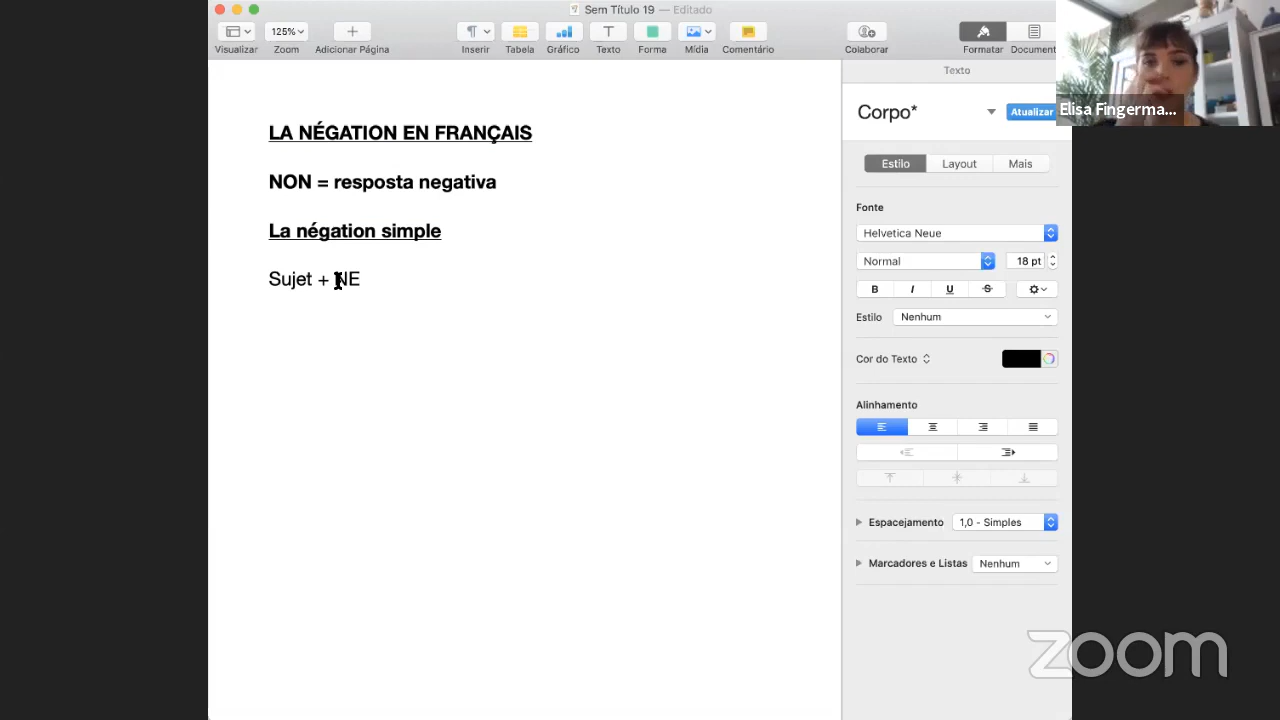 Sem Título 19 — Editado
125%
Visualizar
Zoom
Adicionar Página
Inserir
Tabela
Gráfico
T
Texto
Forma
Mídia
Comentário
Colaborar
Formatar
Document
Elisa Fingerma...
Texto
Corpo*
Atualizar
Estilo
Layout
Mais
LA NÉGATION EN FRANÇAIS
NON = resposta negativa
La négation simple
Sujet + NE
Fonte
Helvetica Neue
Normal
18 pt
B I U S
Estilo
Nenhum
Cor do Texto
Alinhamento
Espacejamento
1,0 - Simples
Marcadores e Listas
Nenhum
zoom